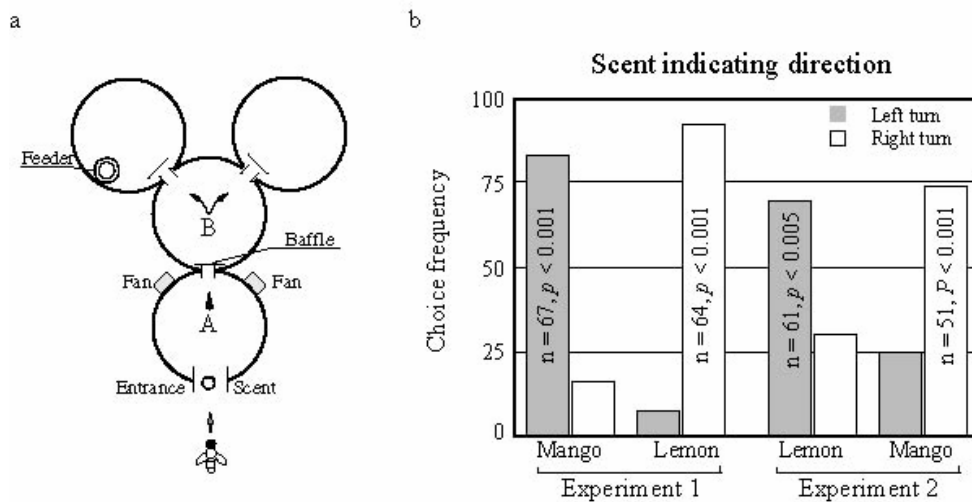 a
Feeder
B
Baffle
Fan
Fan
A
Entrance
Scent
b
Scent indicating direction
Left turn
Right turn
Choice frequency
100
75
50
25
0
n = 67, p < 0.001
n = 64, p < 0.001
n = 61, p < 0.005
n = 51, P < 0.001
Mango
Lemon
Lemon
Mango
Experiment 1
Experiment 2